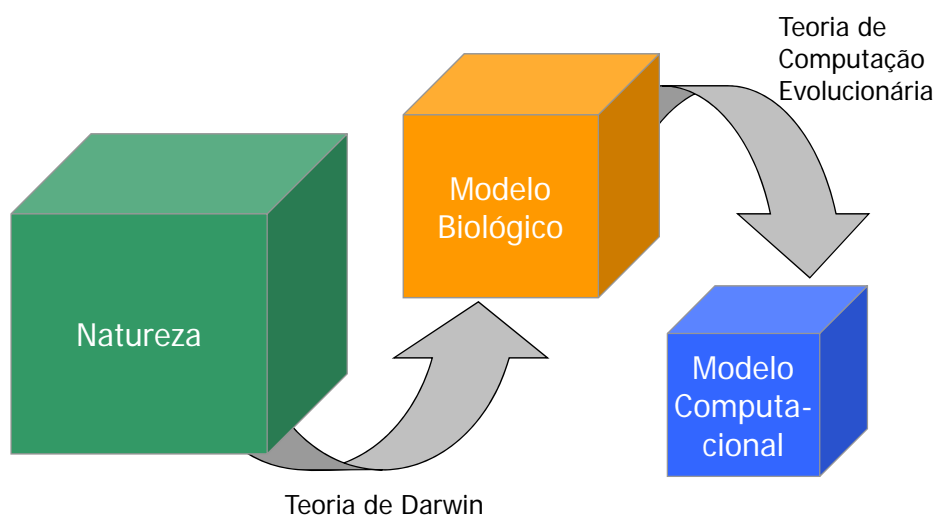 Teoria de
Computação
Evolucionária
Modelo
Biológico
Natureza
Modelo
Computa-
cional
Teoria de Darwin